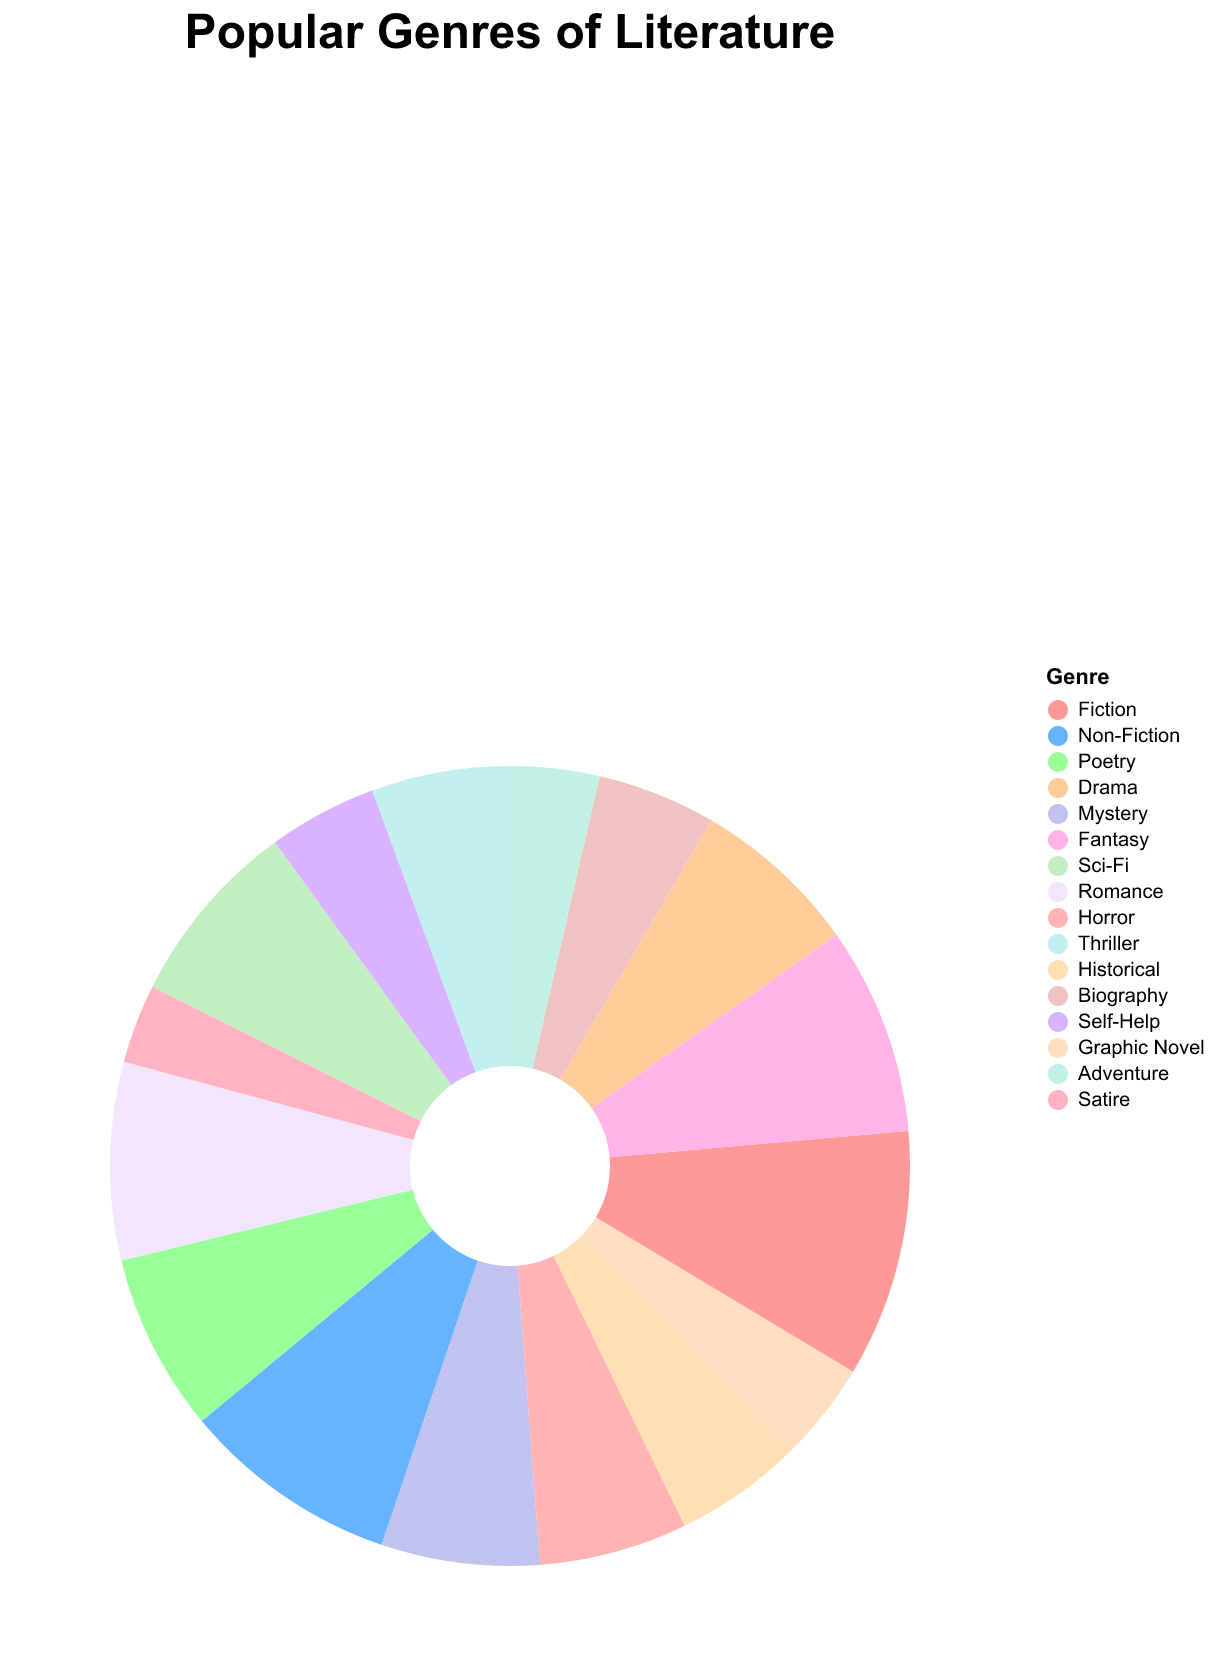 Popular Genres of Literature
Genre
Fiction
Non-Fiction
Poetry
Drama
Mystery
Fantasy
Sci-Fi
Romance
Horror
Thriller
Historical
Biography
Self-Help
Graphic Novel
Adventure
Satire